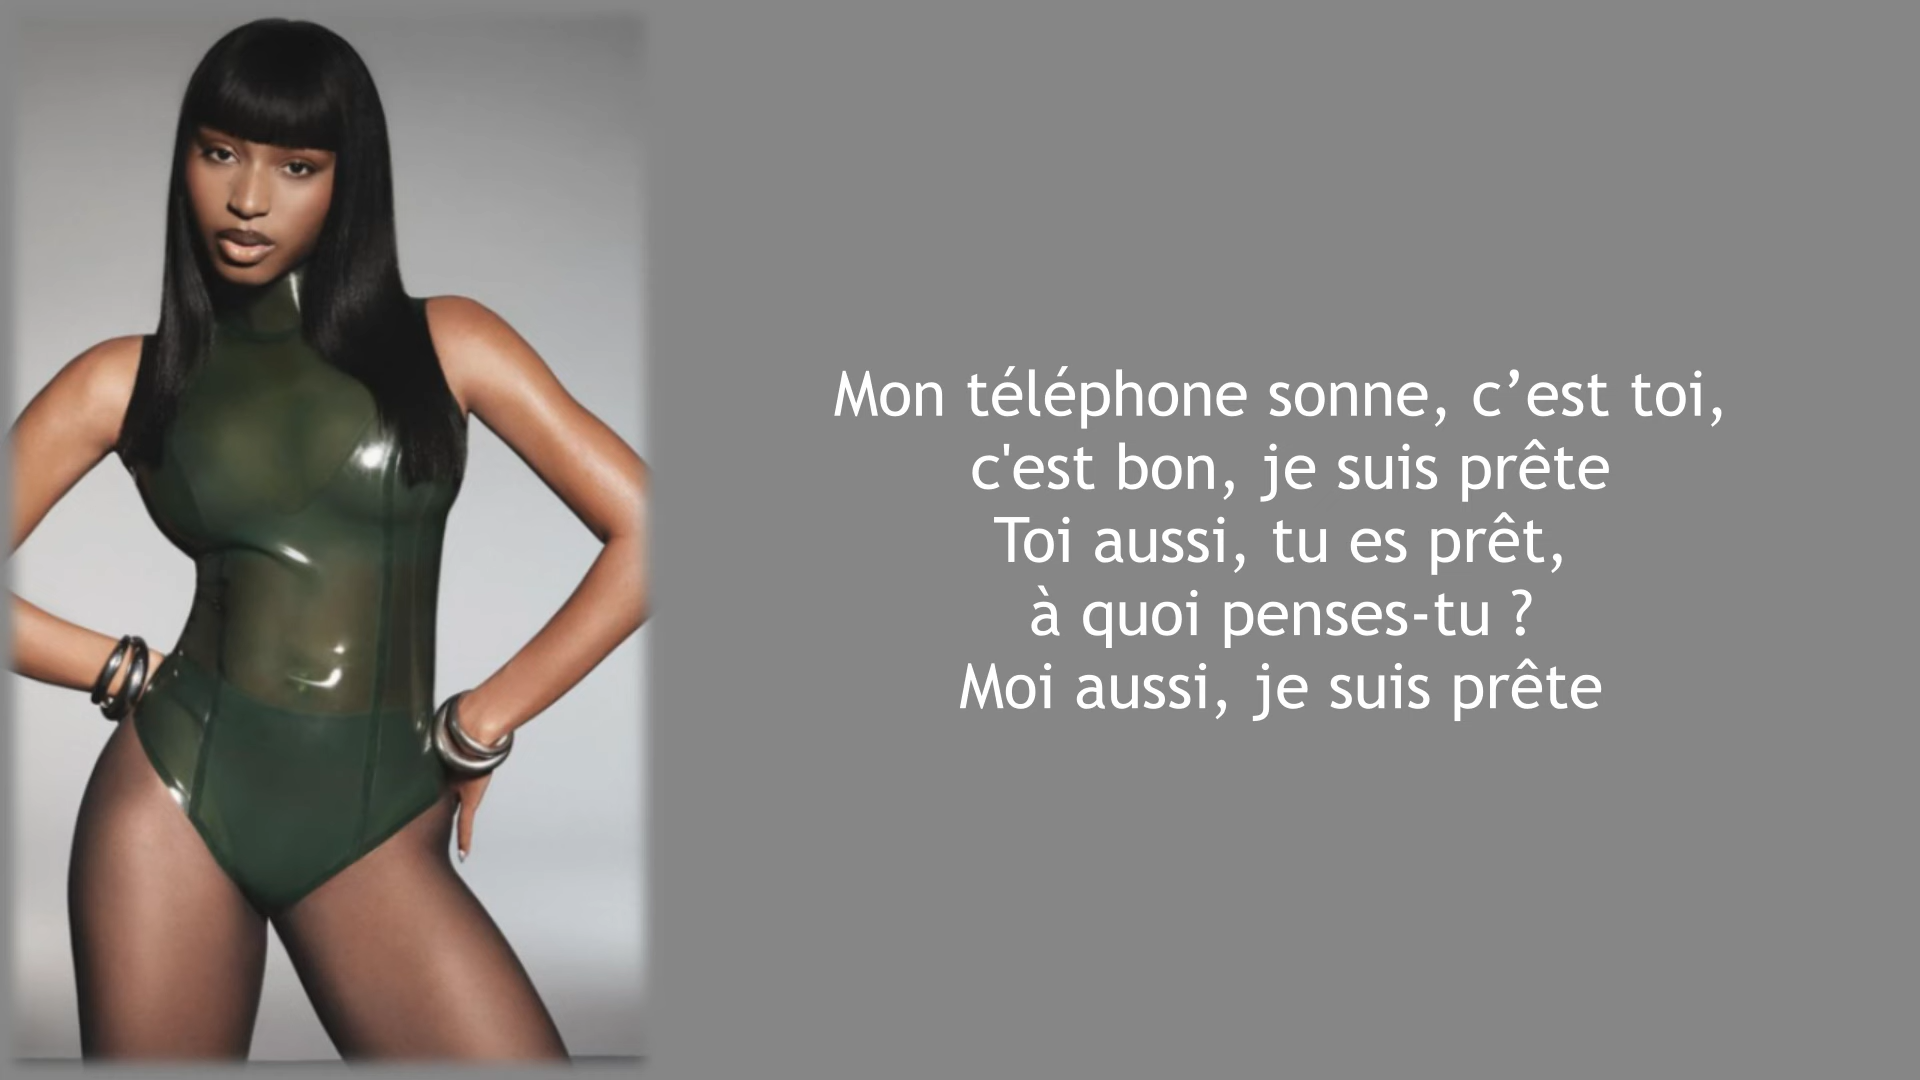 Mon téléphone sonne, c’est toi,
c'est bon, je suis prête
Toi aussi, tu es prêt,
à quoi penses-tu ?
Moi aussi, je suis prête